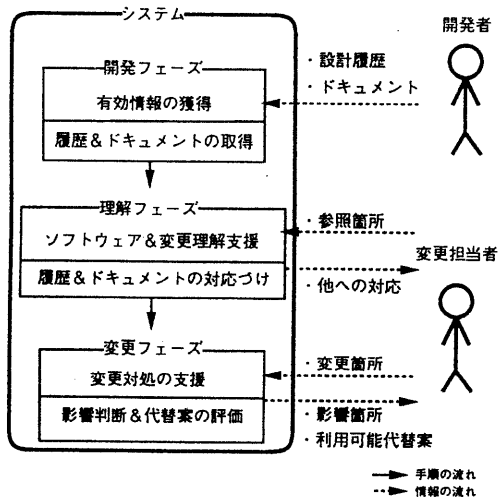 システム
開発者
開発フェーズ
有効情報の獲得
履歴＆ドキュメントの取得
・設計履歴
・ドキュメント
理解フェーズ
ソフトウェア＆変更理解支援
履歴＆ドキュメントの対応づけ
・参照箇所
・他への対応
変更担当者
変更フェーズ
変更対処の支援
影響判断＆代替案の評価
・変更箇所
・影響箇所
・利用可能代替案
手順の流れ
情報の流れ